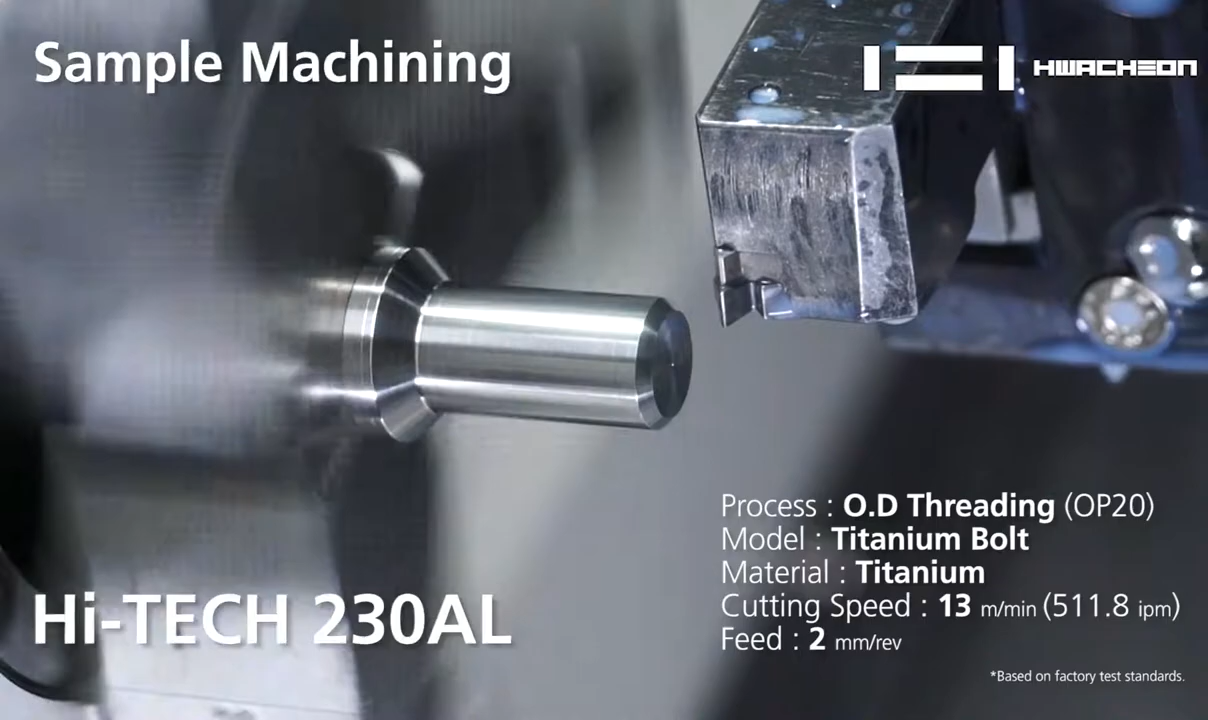 Sample Machining
HWACHEON
Process : O.D Threading (OP20)
Model : Titanium Bolt
Material : Titanium
Cutting Speed : 13 m/min (511.8 ipm)
Feed : 2 mm/rev
Hi-TECH 230AL
*Based on factory test standards.